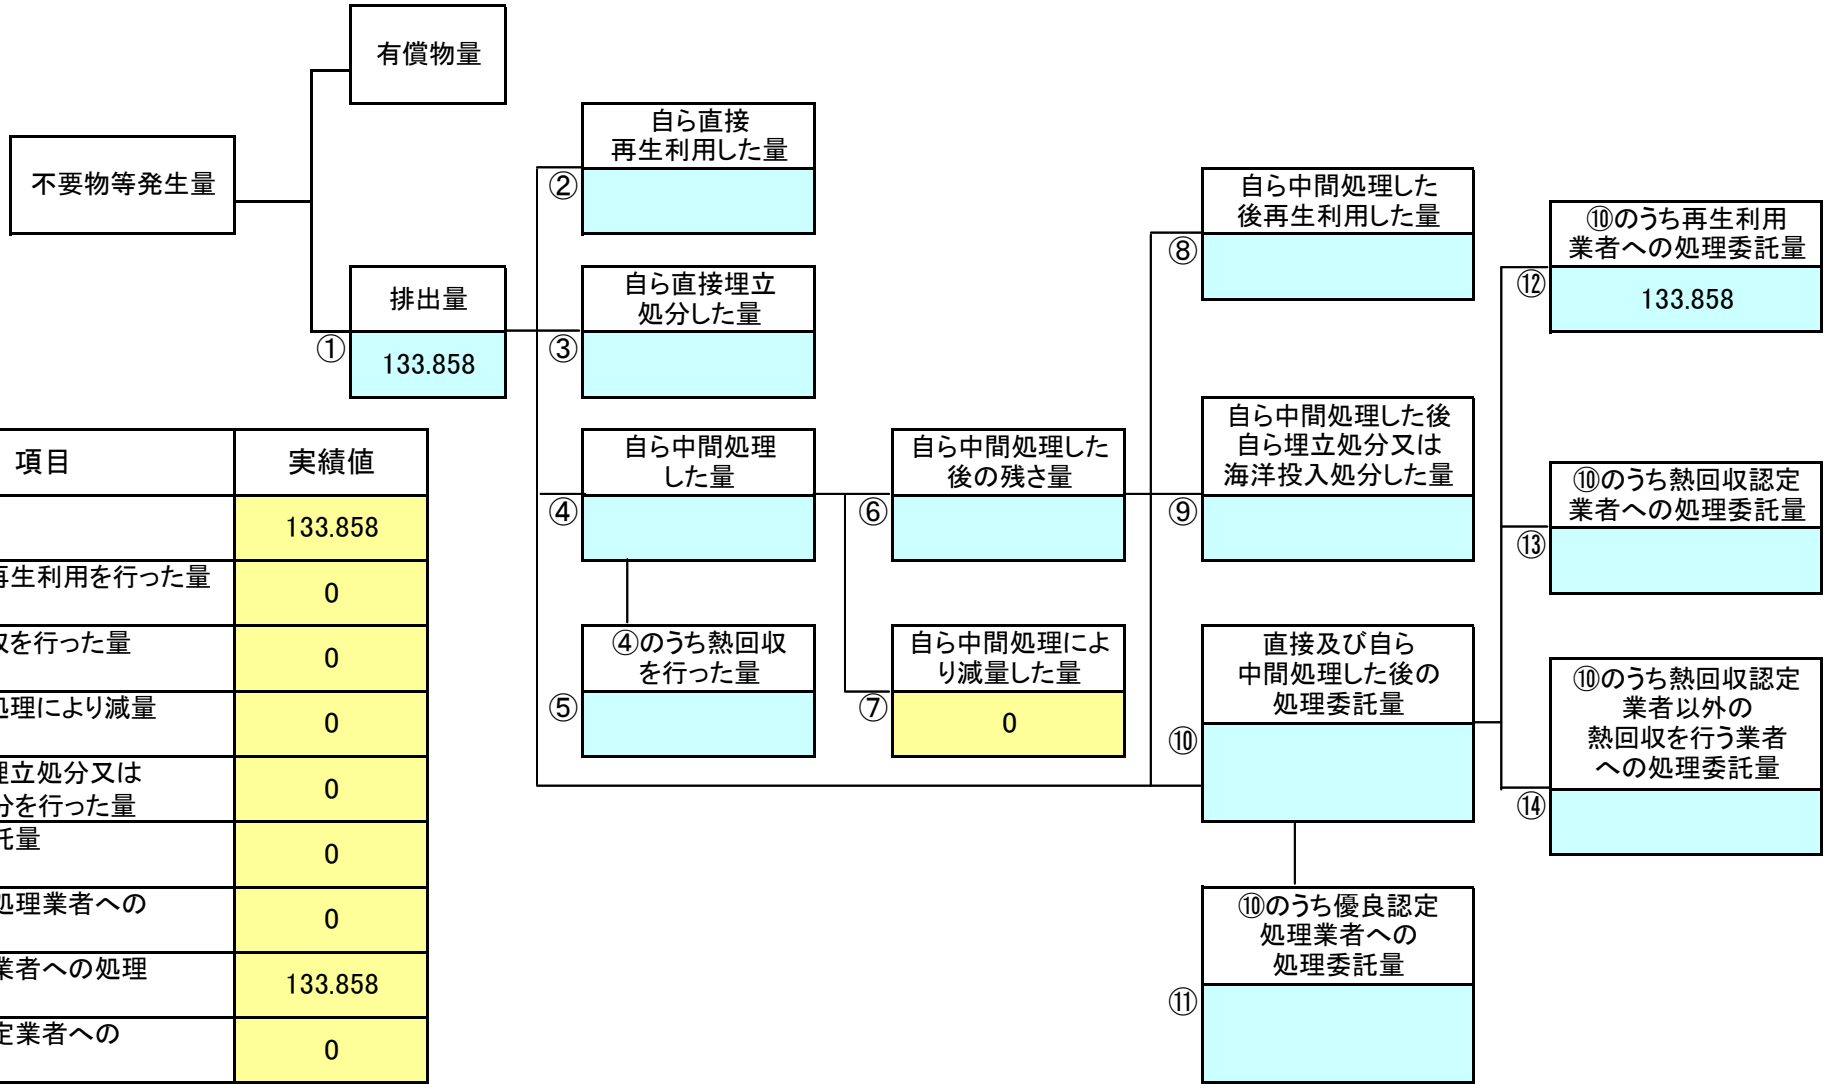 有償物量
不要物等発生量
排出量
①
133.858
自ら直接
再生利用した量
②
自ら直接埋立
処分した量
③
自ら中間処理
した量
④
④のうち熱回収
を行った量
⑤
自ら中間処理した
後の残さ量
⑥
自ら中間処理によ
り減量した量
⑦
0
自ら中間処理した
後再生利用した量
⑧
自ら中間処理した後
自ら埋立処分又は
海洋投入処分した量
⑨
直接及び自ら
中間処理した後の
処理委託量
⑩
⑩のうち優良認定
処理業者への
処理委託量
⑪
⑩のうち再生利用
業者への処理委託量
⑫
133.858
⑩のうち熱回収認定
業者への処理委託量
⑬
⑩のうち熱回収認定
業者以外の
熱回収を行う業者
への処理委託量
⑭
項目 実績値
133.858
再生利用を行った量
0
収を行った量
0
処理により減量
0
埋立処分又は
分を行った量
0
託量
0
処理業者への
0
業者への処理
133.858
定業者への
0